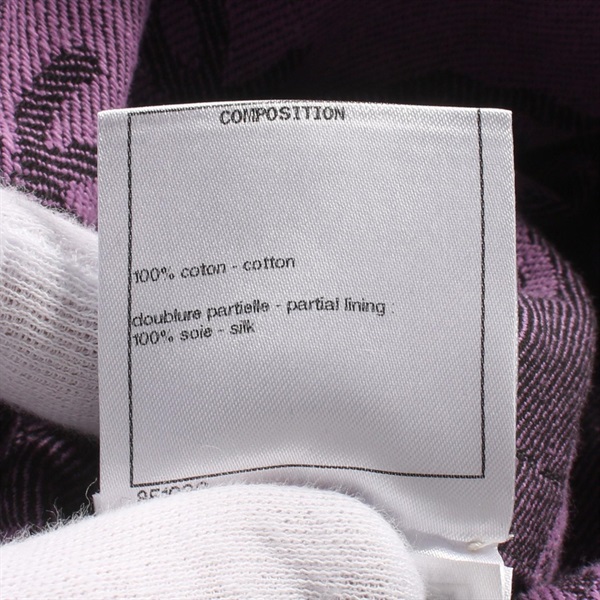 COMPOSITION
100% coton - cotton
doublure partielle - partial lining :
100% soie - silk